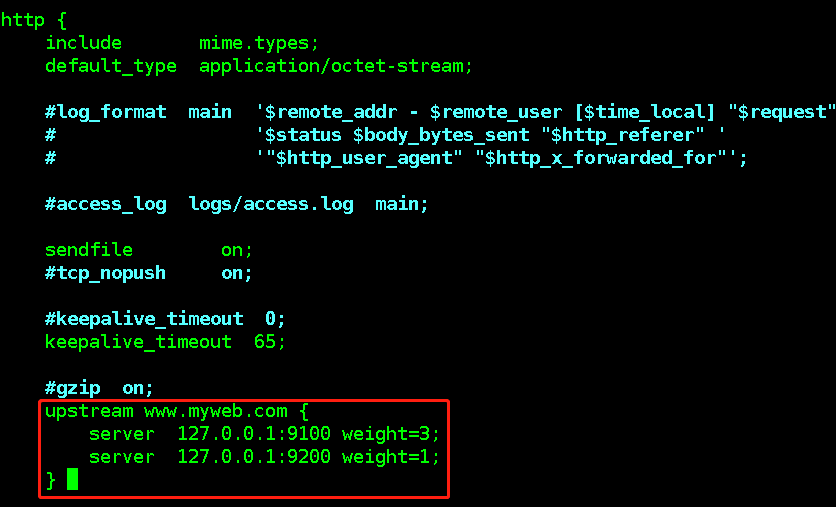 http {
    include       mime.types;
    default_type  application/octet-stream;

    #log_format  main  '$remote_addr - $remote_user [$time_local] "$request"
    #                  '$status $body_bytes_sent "$http_referer" '
    #                  '"$http_user_agent" "$http_x_forwarded_for"';

    #access_log  logs/access.log  main;

    sendfile        on;
    #tcp_nopush     on;

    #keepalive_timeout  0;
    keepalive_timeout  65;

    #gzip  on;
    upstream www.myweb.com {
        server  127.0.0.1:9100 weight=3;
        server  127.0.0.1:9200 weight=1;
    }